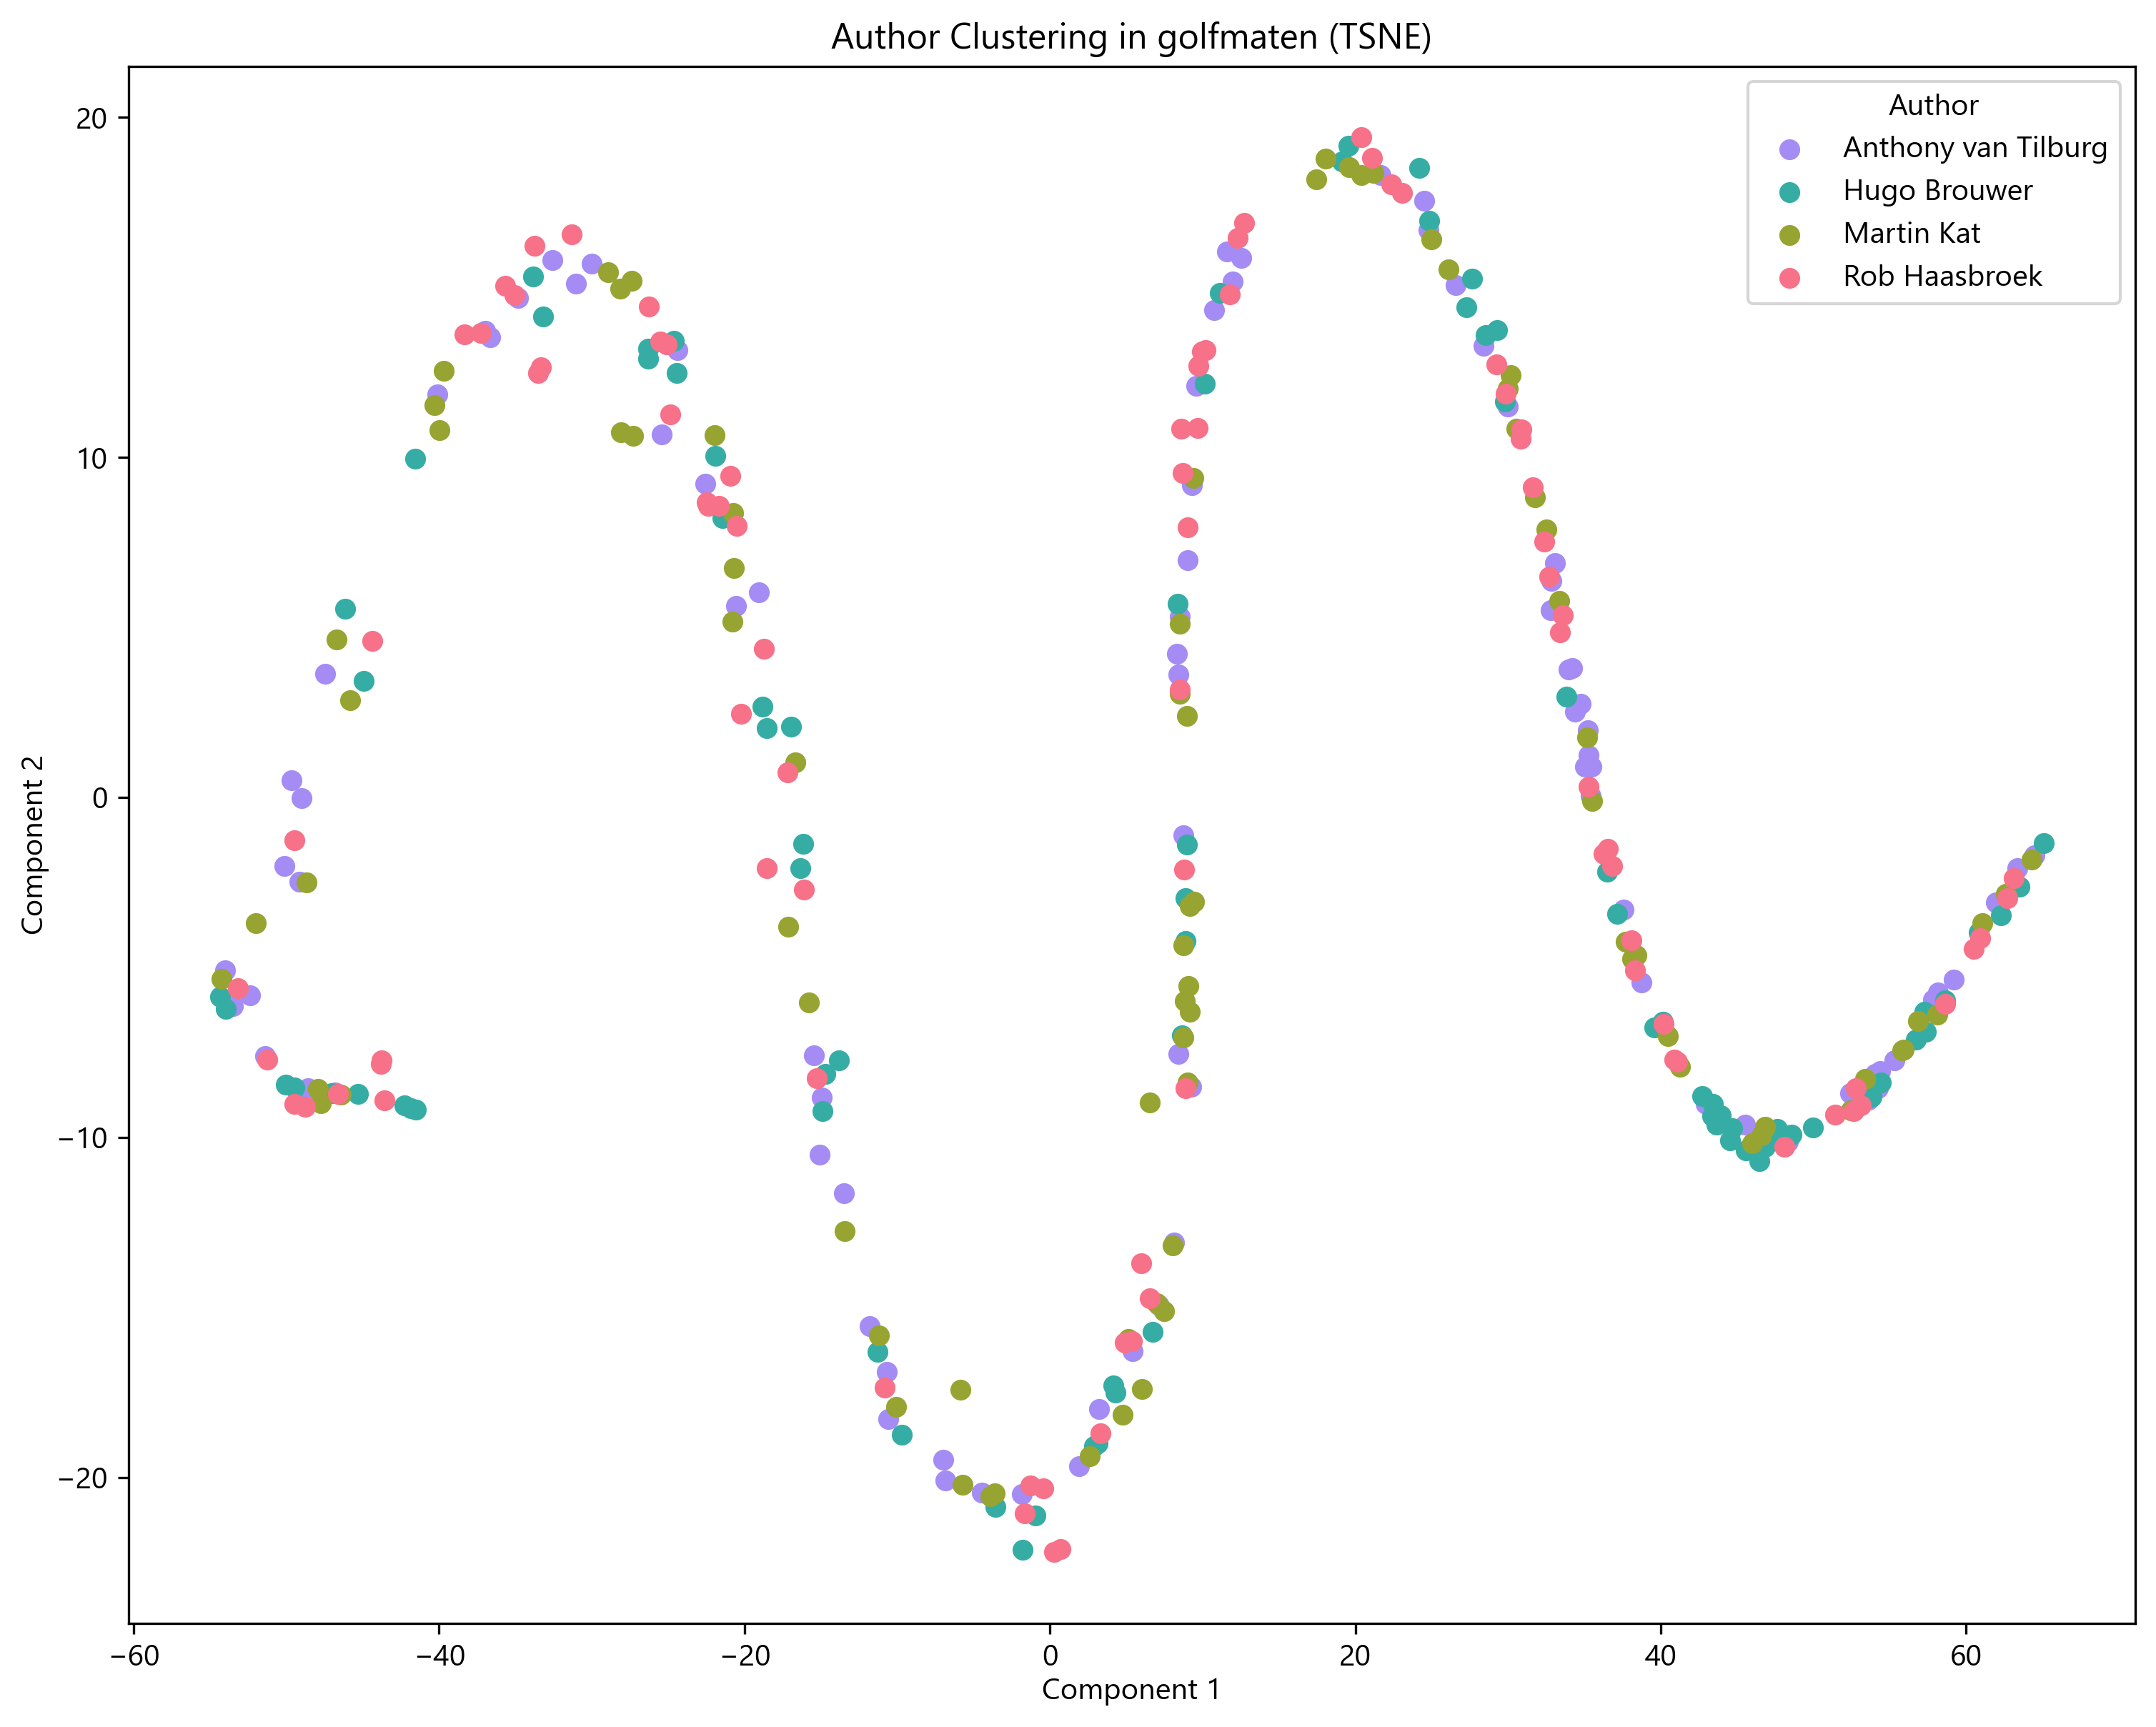 Author Clustering in golfmaten (TSNE)
Author
Anthony van Tilburg
Hugo Brouwer
Martin Kat
Rob Haasbroek
20
10
0
−10
−20
Component 2
−60
−40
−20
0
20
40
60
Component 1